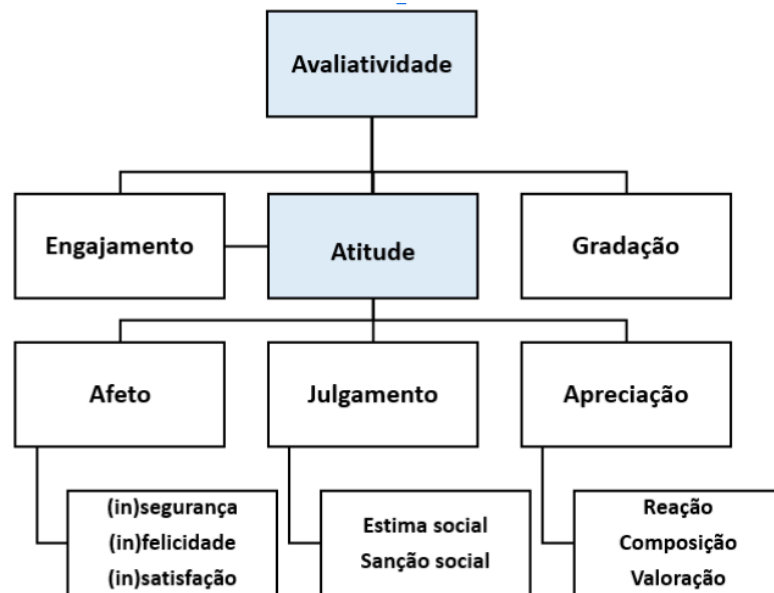 Avaliatividade
Engajamento
Atitude
Gradação
Afeto
Julgamento
Apreciação
(in)segurança
(in)felicidade
(in)satisfação
Estima social
Sanção social
Reação
Composição
Valoração